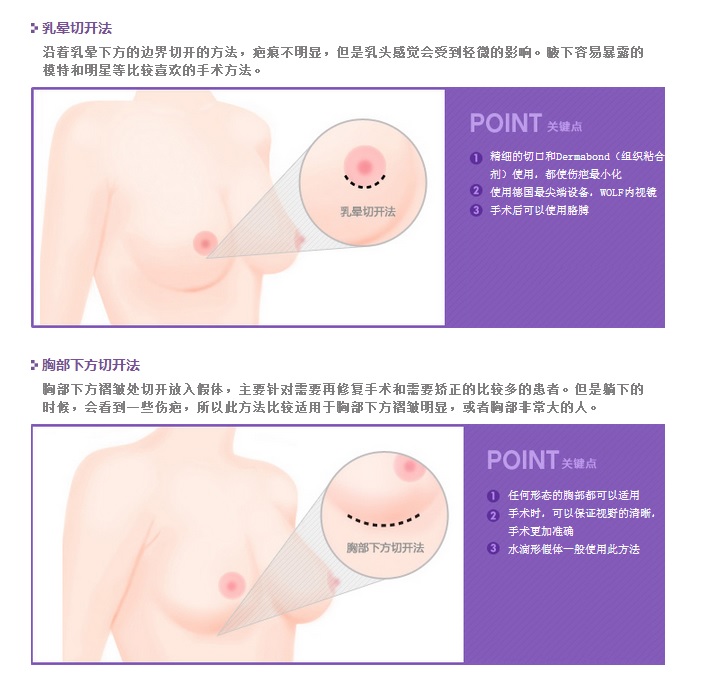 乳晕切开法
沿着乳晕下方的边界切开的方法，疤痕不明显，但是乳头感觉会受到轻微的影响。腋下容易暴露的
模特和明星等比较喜欢的手术方法。
POINT 关键点
1 精细的切口和Dermabond（组织粘合
剂）使用，都使伤疤最小化
2 使用德国最尖端设备，WOLF内视镜
3 手术后可以使用胳膊
乳晕切开法
胸部下方切开法
胸部下方褶皱处切开放入假体，主要针对需要再修复手术和需要矫正的比较多的患者。但是躺下的
时候，会看到一些伤疤，所以此方法比较适用于胸部下方褶皱明显，或者胸部非常大的人。
POINT 关键点
1 任何形态的胸部都可以适用
2 手术时，可以保证视野的清晰，
手术更加准确
3 水滴形假体一般使用此方法
胸部下方切开法